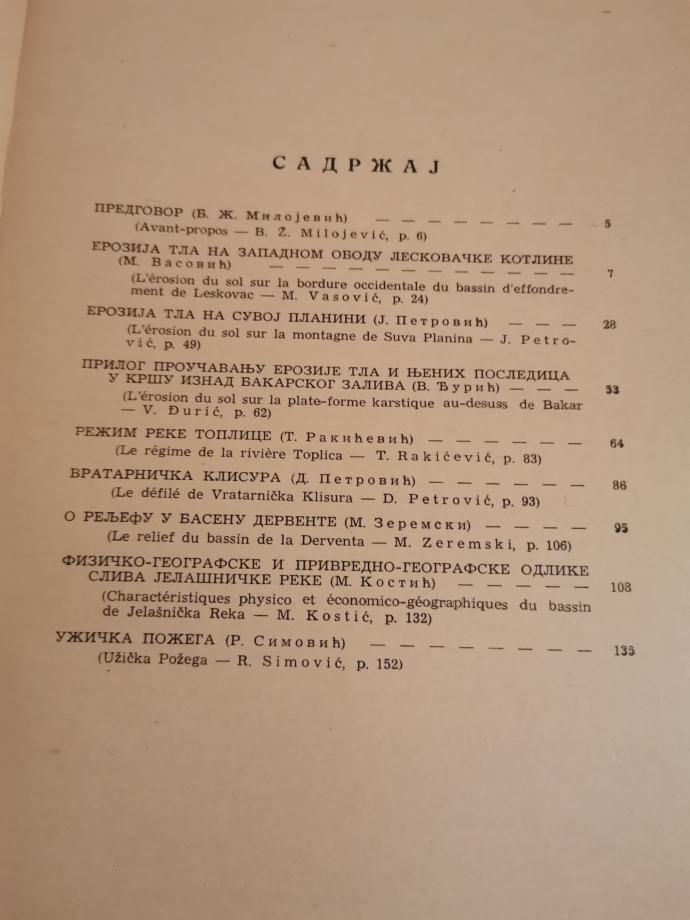 САДРЖАЈ
ПРЕДГОВОР (Б. Ж. Милојевић) — — — — — — — — 5
(Avant-propos — B. Ž. Milojević, p. 6)
ЕРОЗИЈА ТЛА НА ЗАПАДНОМ ОБОДУ ЛЕСКОВАЧКЕ КОТЛИНЕ
(М. Васовић) — — — — — — — — — — — 7
(L'érosion du sol sur la bordure occidentale du bassin d'effondre-
ment de Leskovac — M. Vasović, p. 24)
ЕРОЗИЈА ТЛА НА СУВОЈ ПЛАНИНИ (Ј. Петровић) — — — 28
(L'érosion du sol sur la montagne de Suva Planina — J. Petro-
vić, p. 49)
ПРИЛОГ ПРОУЧАВАЊУ ЕРОЗИЈЕ ТЛА И ЊЕНИХ ПОСЛЕДИЦА
У КРШУ ИЗНАД БАКАРСКОГ ЗАЛИВА (В. Ђурић) — — — 53
(L'érosion du sol sur la plate-forme karstique au-desuss de Bakar
— V. Đurić, p. 62)
РЕЖИМ РЕКЕ ТОПЛИЦЕ (Т. Ракићевић) — — — — — — 64
(Le régime de la rivière Toplica — T. Rakićević, p. 83)
ВРАТАРНИЧКА КЛИСУРА (Д. Петровић) — — — — — — 86
(Le défilé de Vratarnička Klisura — D. Petrović, p. 93)
О РЕЉЕФУ У БАСЕНУ ДЕРВЕНТЕ (М. Зеремски) — — — — 95
(Le relief du bassin de la Derventa — M. Zeremski, p. 106)
ФИЗИЧКО-ГЕОГРАФСКЕ И ПРИВРЕДНО-ГЕОГРАФСКЕ ОДЛИКЕ
СЛИВА ЈЕЛАШНИЧКЕ РЕКЕ (М. Костић) — — — — — 108
(Charactéristiques physico et économico-géographiques du bassin
de Jelašnička Reka — M. Kostić, p. 132)
УЖИЧКА ПОЖЕГА (Р. Симовић) — — — — — — — — 135
(Užička Požega — R. Simović, p. 152)